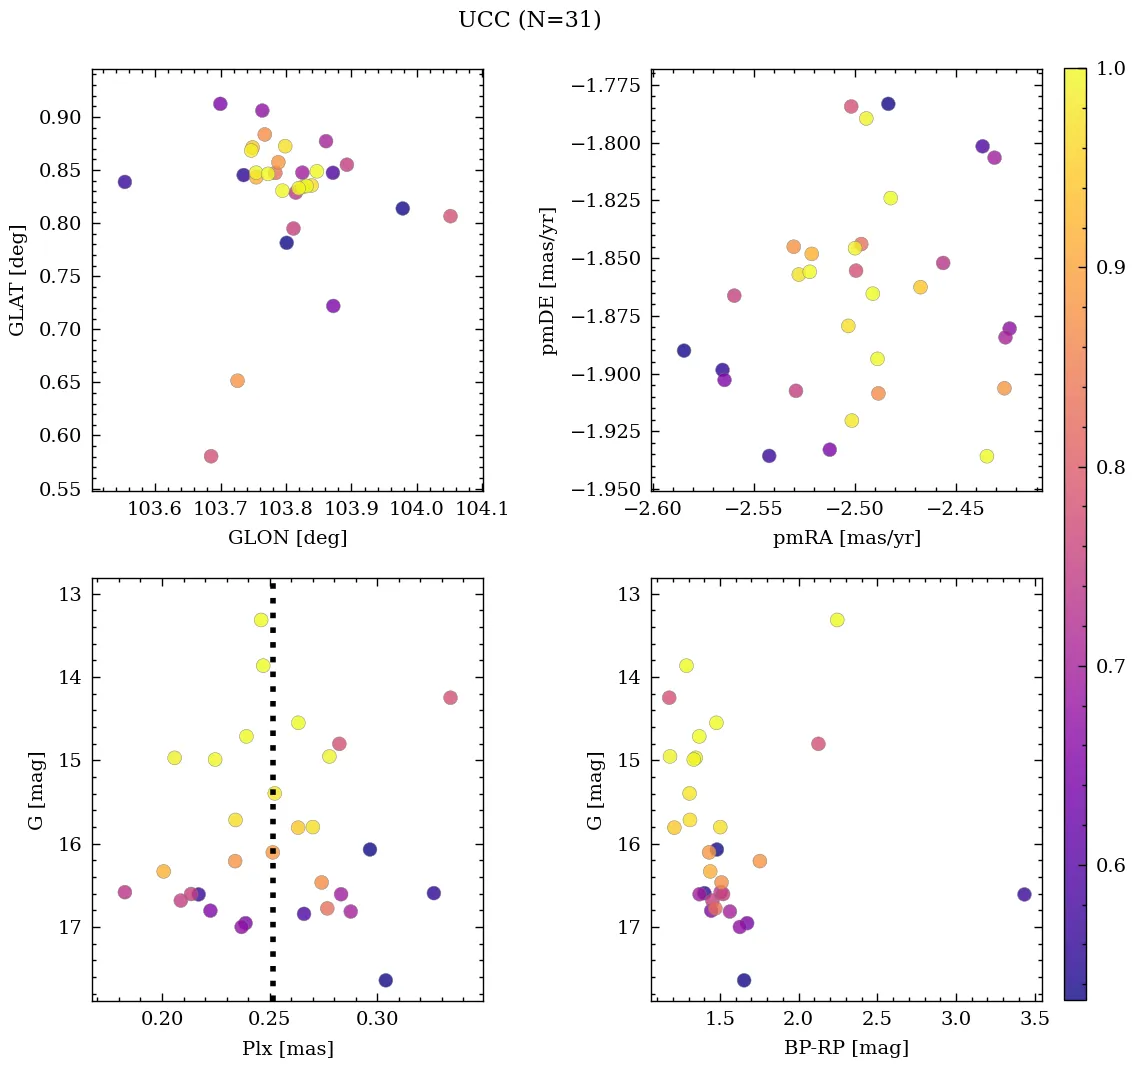 UCC (N=31)
0.90
0.85
0.80
0.75
0.70
0.65
0.60
0.55
GLAT [deg]
103.6 103.7 103.8 103.9 104.0 104.1
GLON [deg]
−1.775
−1.800
−1.825
−1.850
−1.875
−1.900
−1.925
−1.950
pmDE [mas/yr]
−2.60 −2.55 −2.50 −2.45
pmRA [mas/yr]
1.0
0.9
0.8
0.7
0.6
13
14
15
16
17
G [mag]
0.20 0.25 0.30
Plx [mas]
13
14
15
16
17
G [mag]
1.5 2.0 2.5 3.0 3.5
BP-RP [mag]